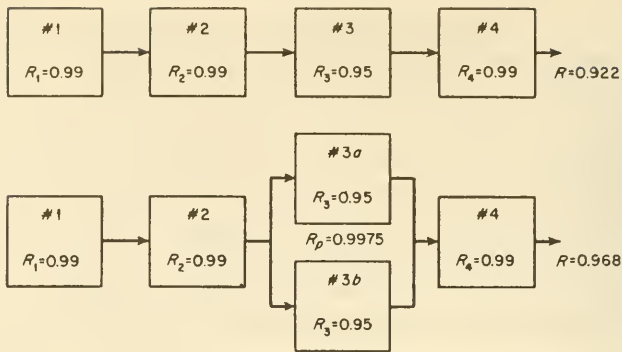 #1 #2 #3 #4
R₁=0.99 R₂=0.99 R₃=0.95 R₄=0.99 R=0.922
#3a
#1 #2 R₃=0.95 #4
Rₚ=0.9975
R₁=0.99 R₂=0.99 R₄=0.99 R=0.968
#3b
R₃=0.95